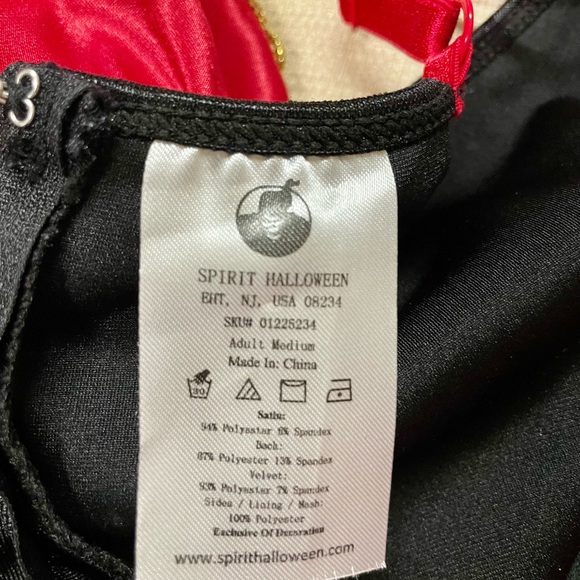 SPIRIT HALLOWEEN
EHT, NJ, USA 08234
SKU# 01225234
Adult Medium
Made In: China
30
Satin:
94% Polyester 6% Spandex
Back:
87% Polyester 13% Spandex
Velvet:
93% Polyester 7% Spandex
Sides / Lining / Mesh:
100% Polyester
Exclusive Of Decoration
www.spirithalloween.com